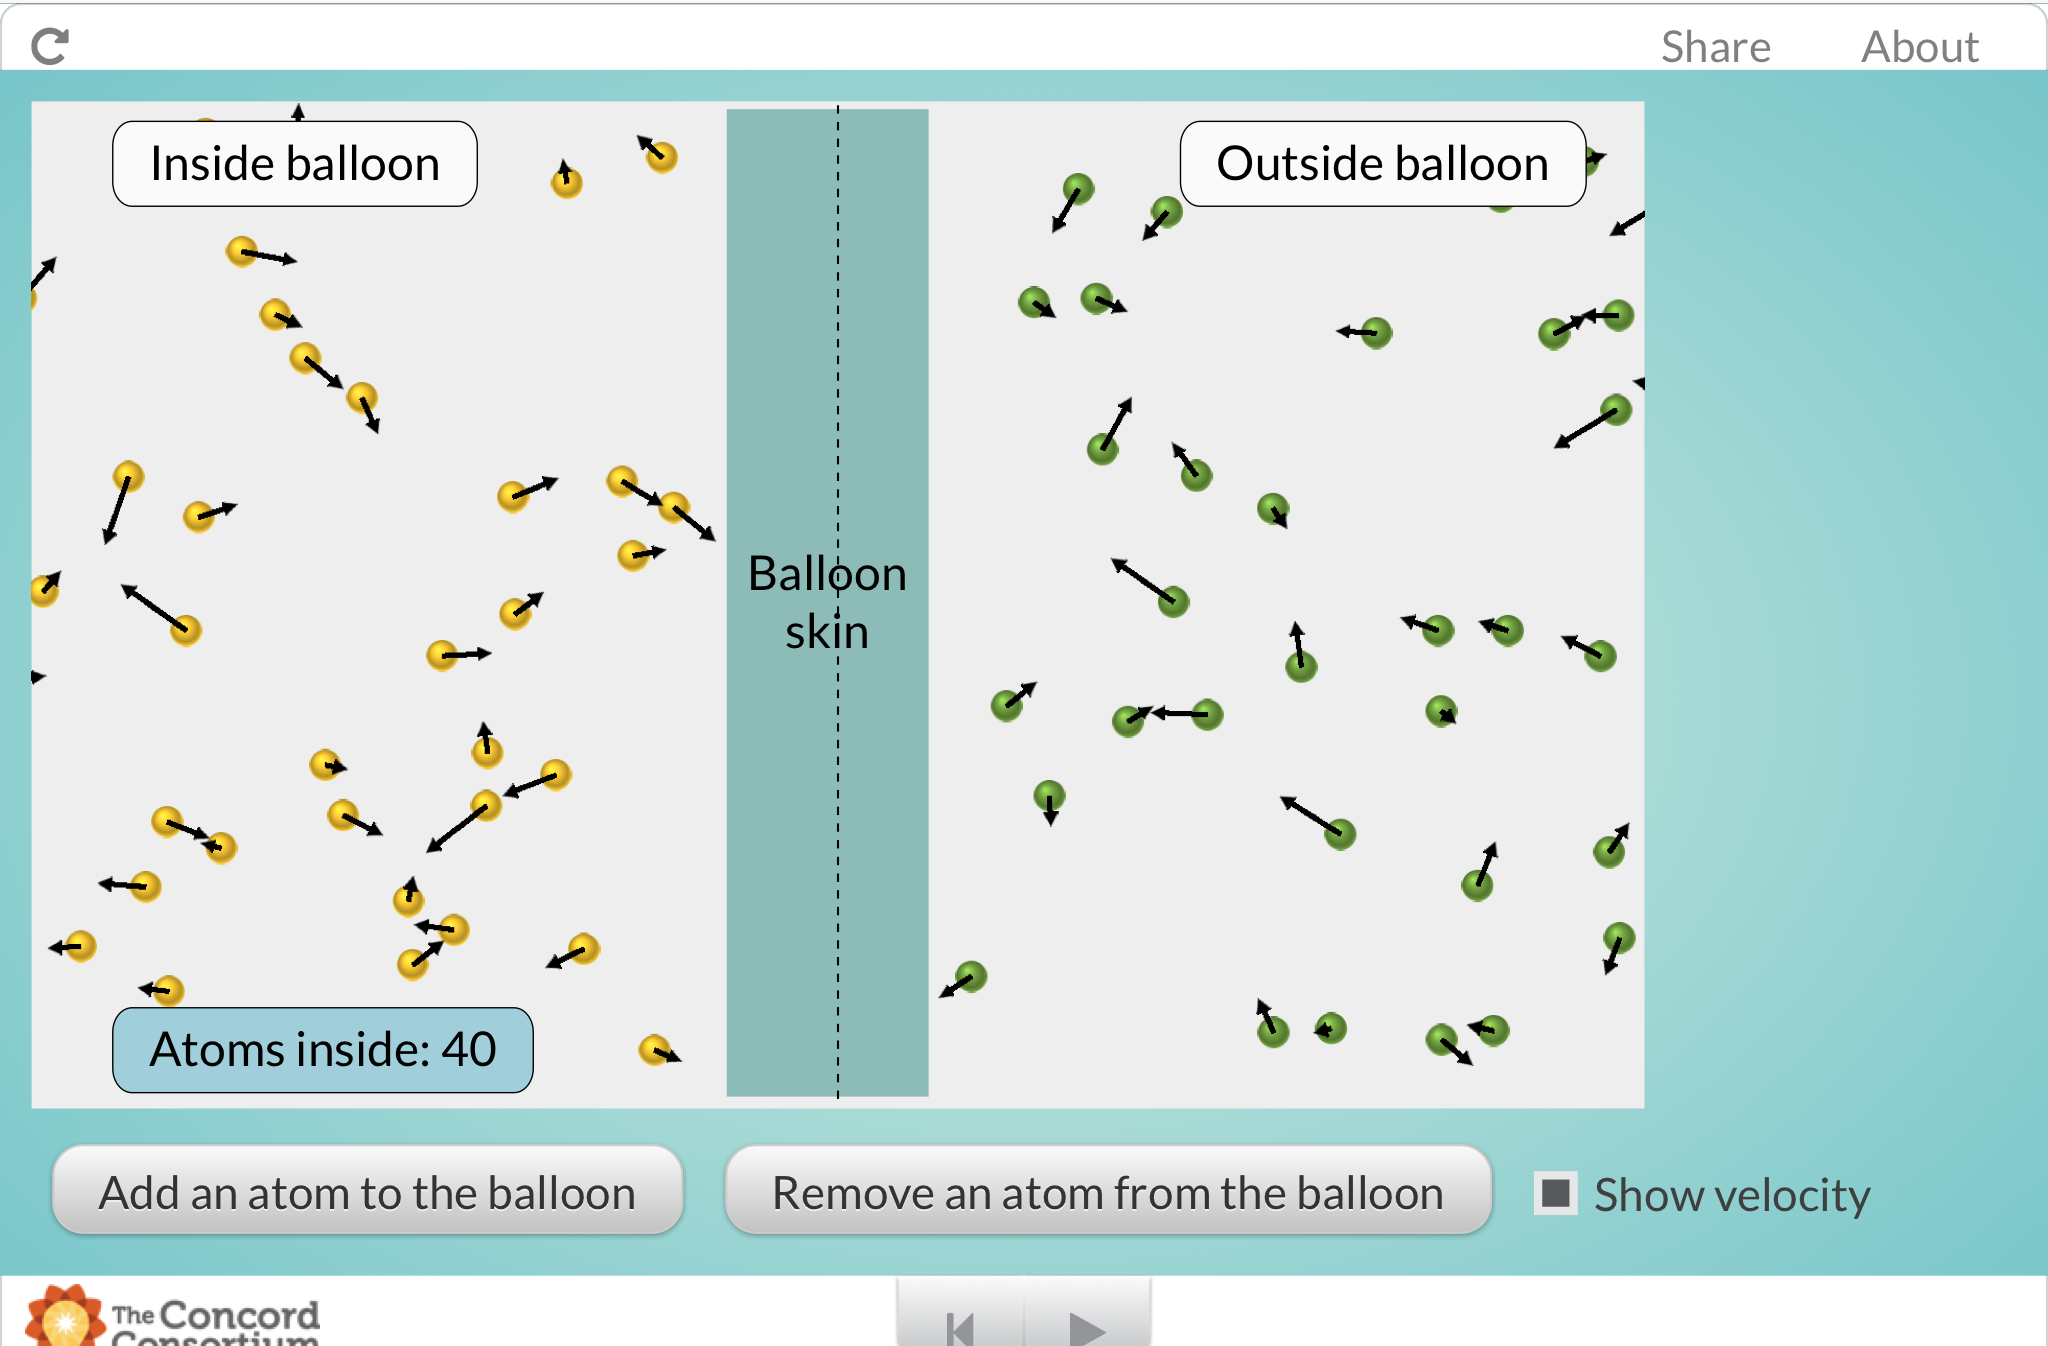 Share About
Inside balloon
Outside balloon
Balloon
skin
Atoms inside: 40
Add an atom to the balloon
Remove an atom from the balloon
Show velocity
The Concord
Consortium